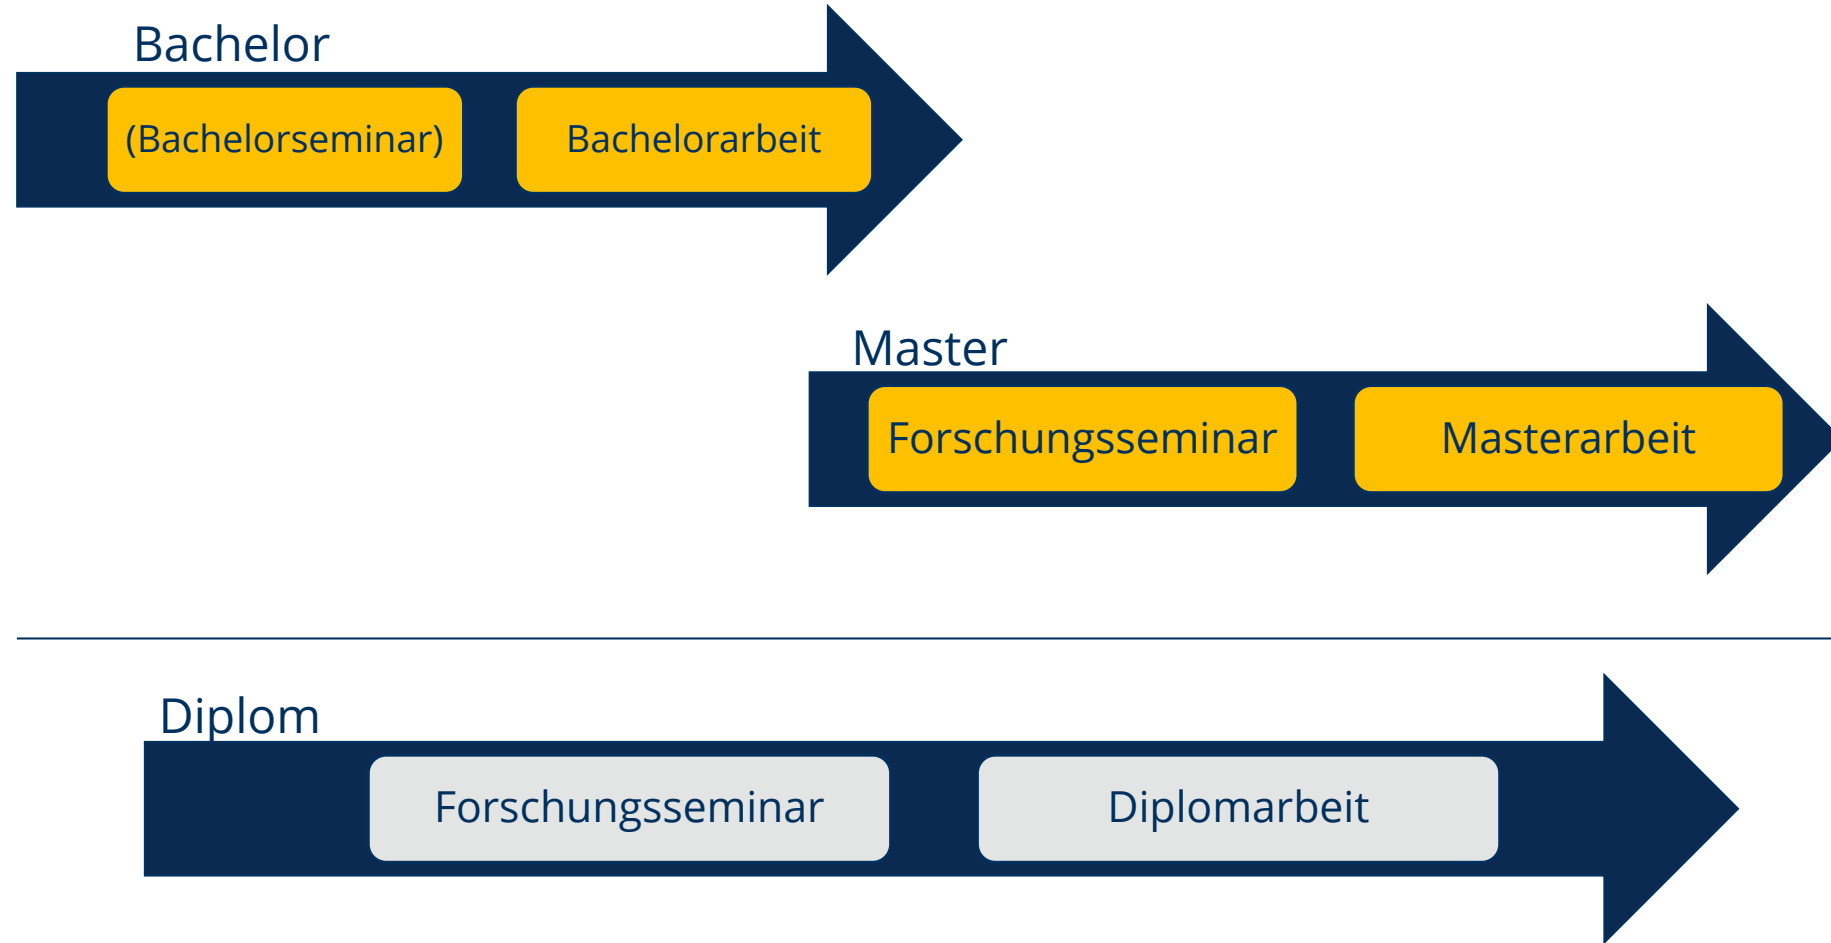 Bachelor
(Bachelorseminar)
Bachelorarbeit
Master
Forschungsseminar
Masterarbeit
Diplom
Forschungsseminar
Diplomarbeit